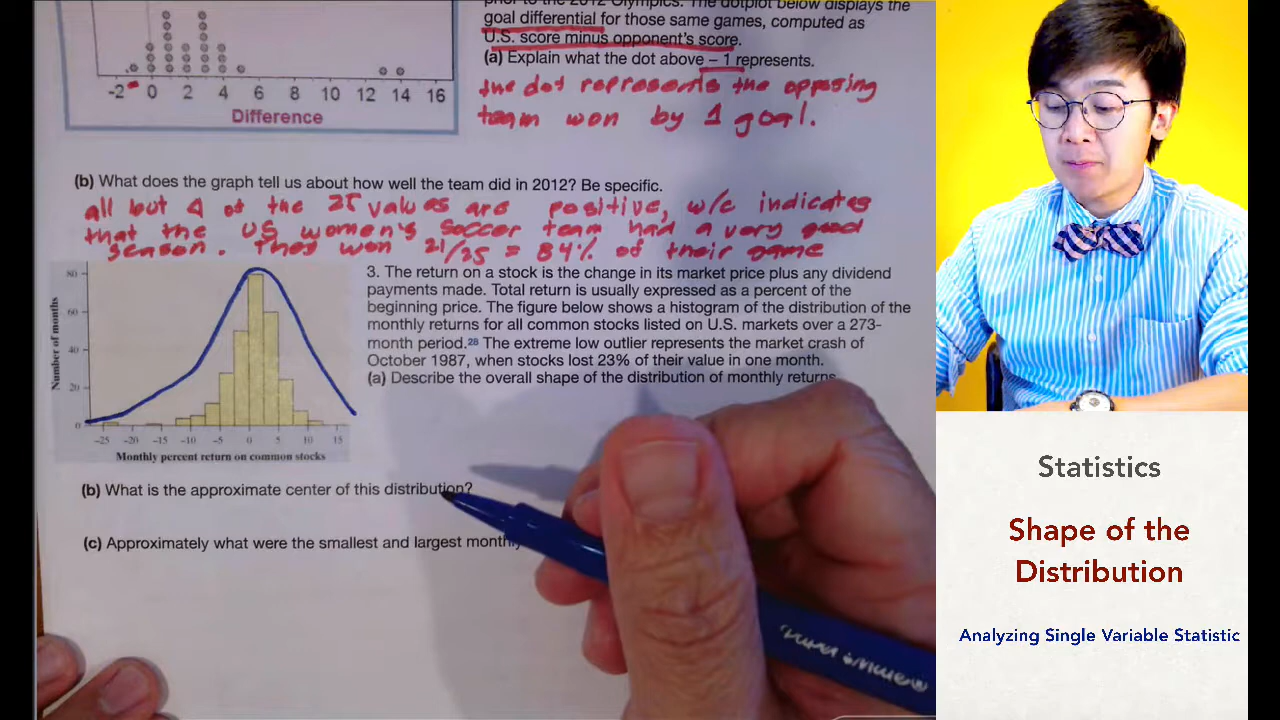 prior to the 2012 Olympics. The dotplot below displays the
goal differential for those same games, computed as
U.S. score minus opponent's score.
(a) Explain what the dot above – 1 represents.
the dot represents the opposing
team won by 1 goal.
-2 0 2 4 6 8 10 12 14 16
Difference
(b) What does the graph tell us about how well the team did in 2012? Be specific.
all but 4 of the 25 values are positive, w/c indicates
that the US women's soccer team had a very good
season. They won 21/25 = 84% of their game
80
60
40
20
0
Number of months
-25 -20 -15 -10 -5 0 5 10 15
Monthly percent return on common stocks
3. The return on a stock is the change in its market price plus any dividend
payments made. Total return is usually expressed as a percent of the
beginning price. The figure below shows a histogram of the distribution of the
monthly returns for all common stocks listed on U.S. markets over a 273-
month period.28 The extreme low outlier represents the market crash of
October 1987, when stocks lost 23% of their value in one month.
(a) Describe the overall shape of the distribution of monthly returns
(b) What is the approximate center of this distribution?
(c) Approximately what were the smallest and largest
Statistics
Shape of the
Distribution
Analyzing Single Variable Statistic